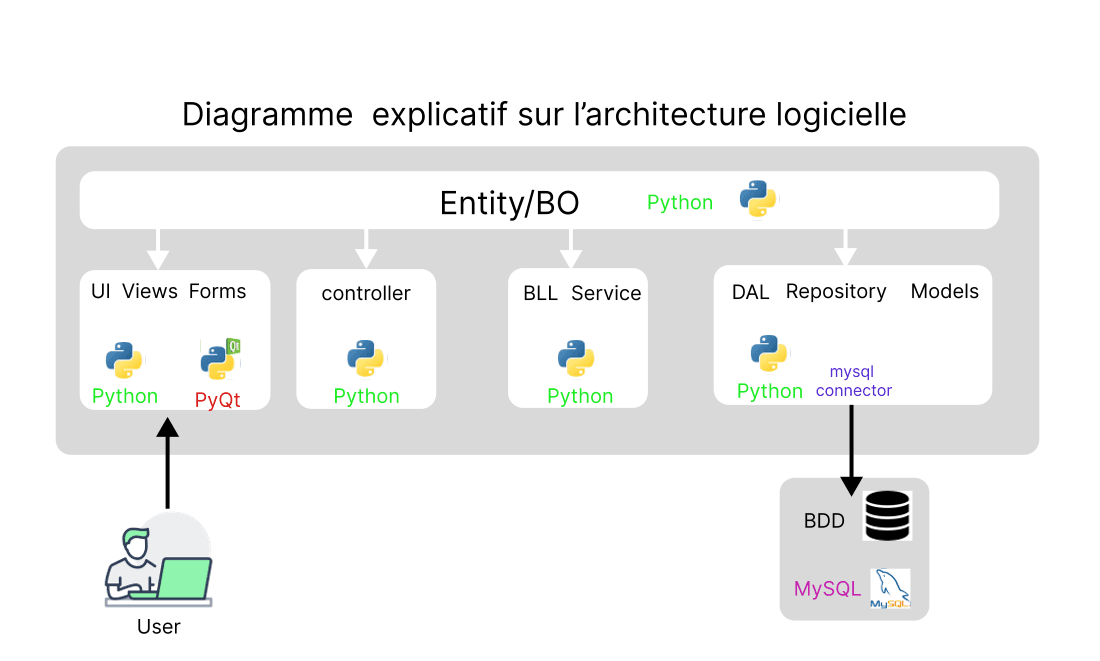 Diagramme explicatif sur l'architecture logicielle
Entity/BO Python
UI Views Forms
Python
Qt
PyQt
controller
Python
BLL Service
Python
DAL Repository Models
Python
mysql
connector
User
BDD
MySQL
MySQL